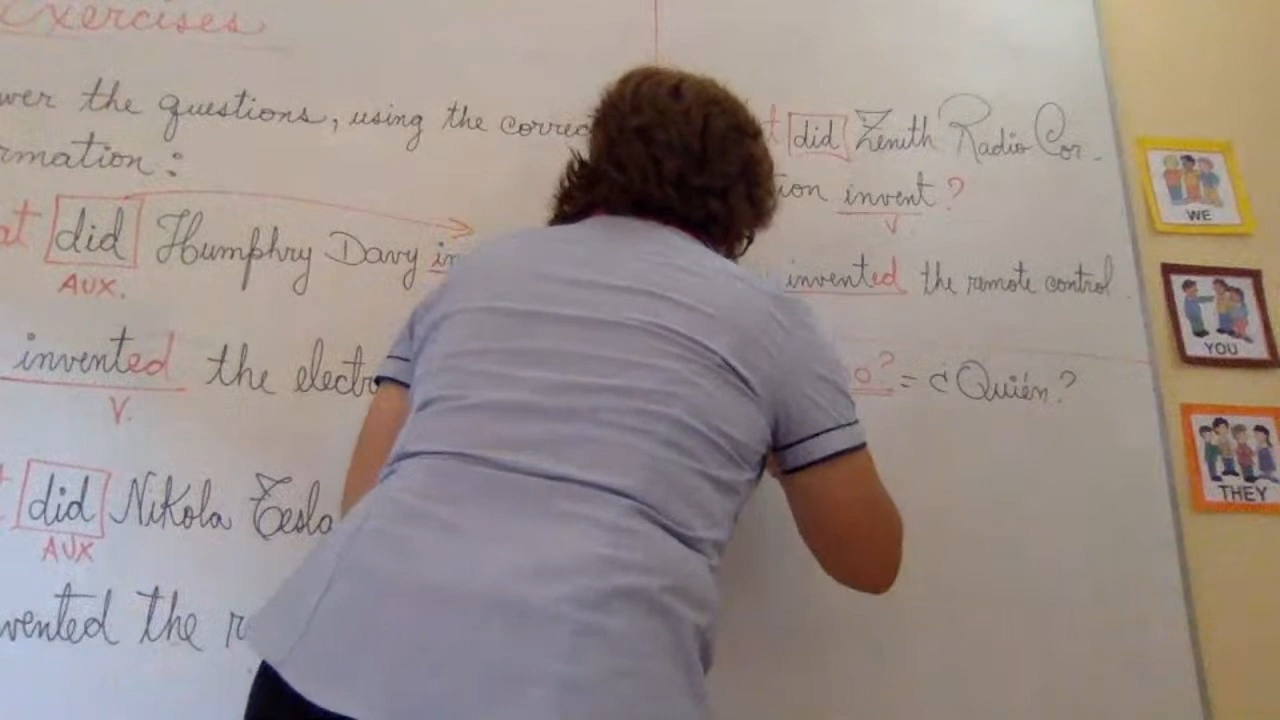 Exercises
wer the questions, using the correc
rmation:
at did Humphry Davy in
AUX.
invented the electr
V.
did Nikola Tesla
AUX
vented the r
did Zenith Radio Cor-
tion invent?
V
invented the remote control
o? = ¿Quién?
WE
YOU
THEY